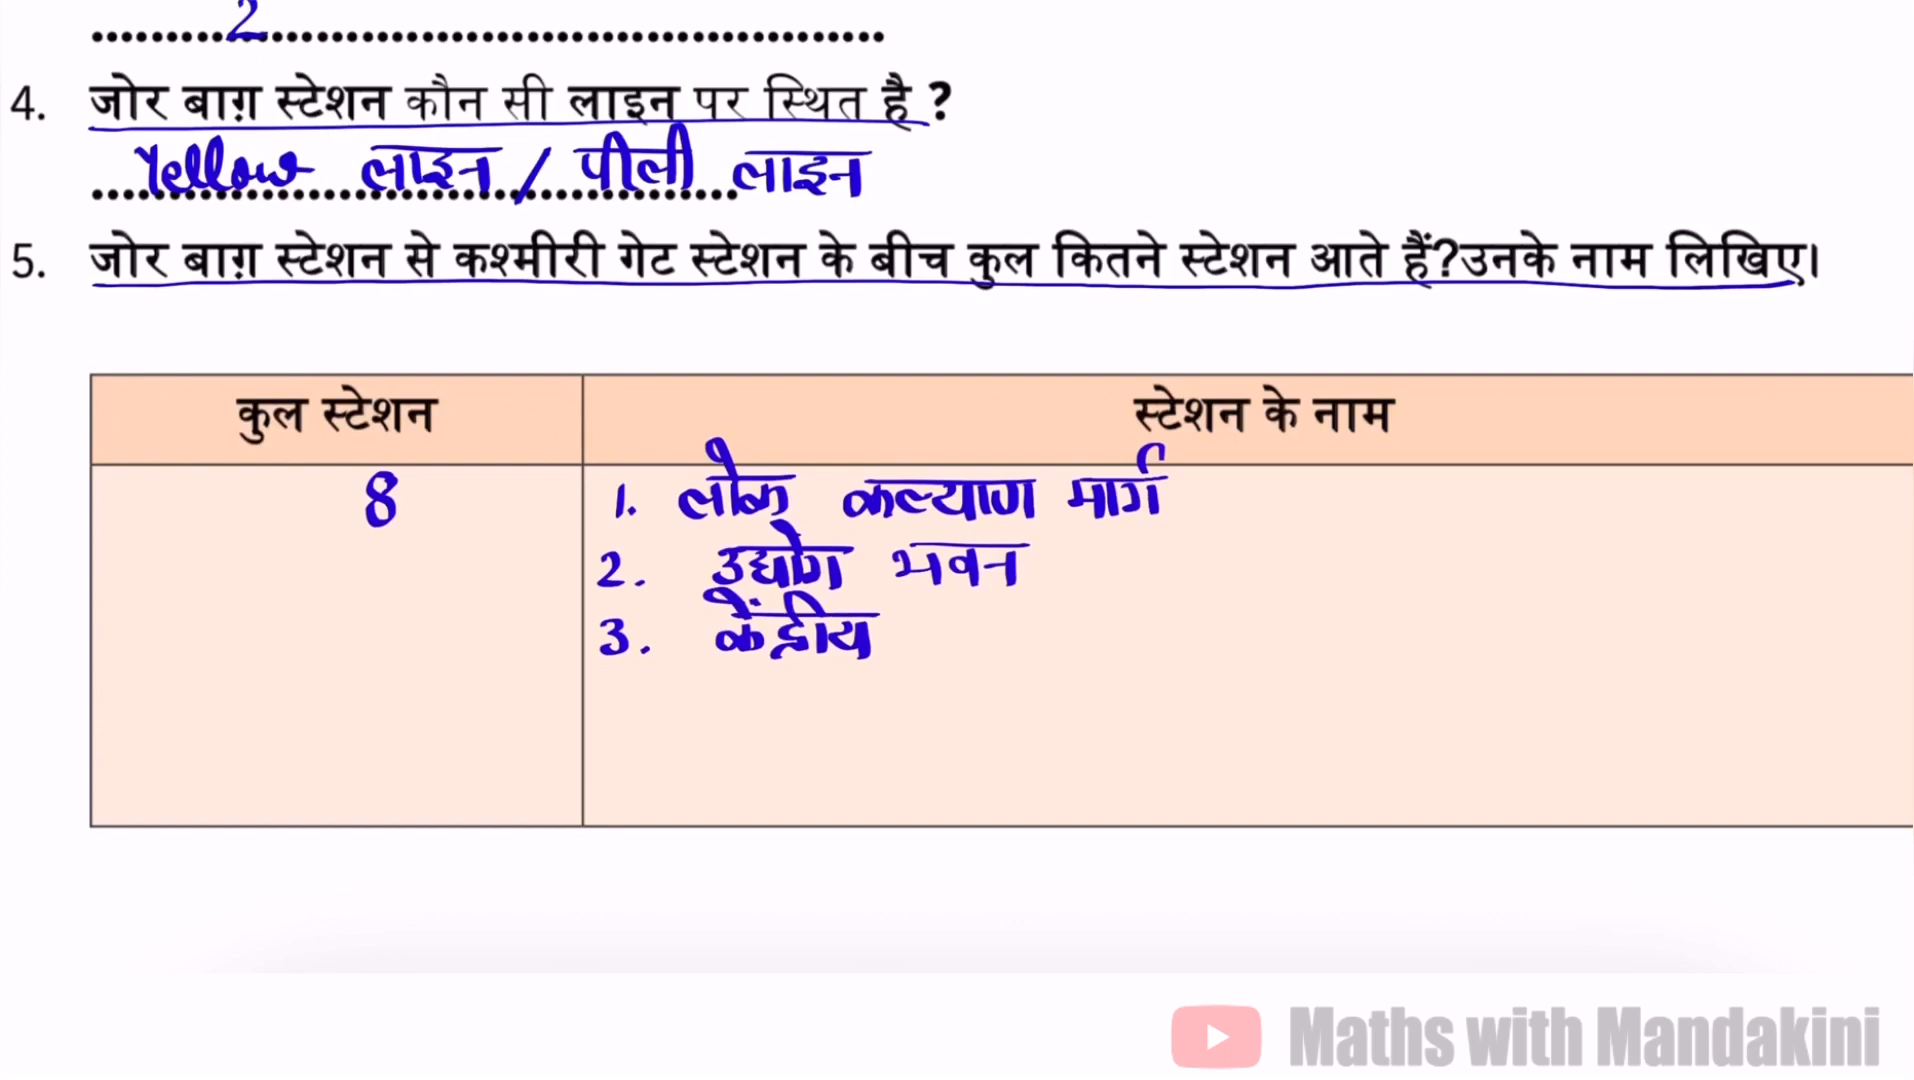 2
4. जोर बाग़ स्टेशन कौन सी लाइन पर स्थित है ?
Yellow लाइन / पीली लाइन
5. जोर बाग़ स्टेशन से कश्मीरी गेट स्टेशन के बीच कुल कितने स्टेशन आते हैं?उनके नाम लिखिए।
कुल स्टेशन स्टेशन के नाम
8 1. लोक कल्याण मार्ग
2. उद्योग भवन
3. केंद्रीय
Maths with Mandakini